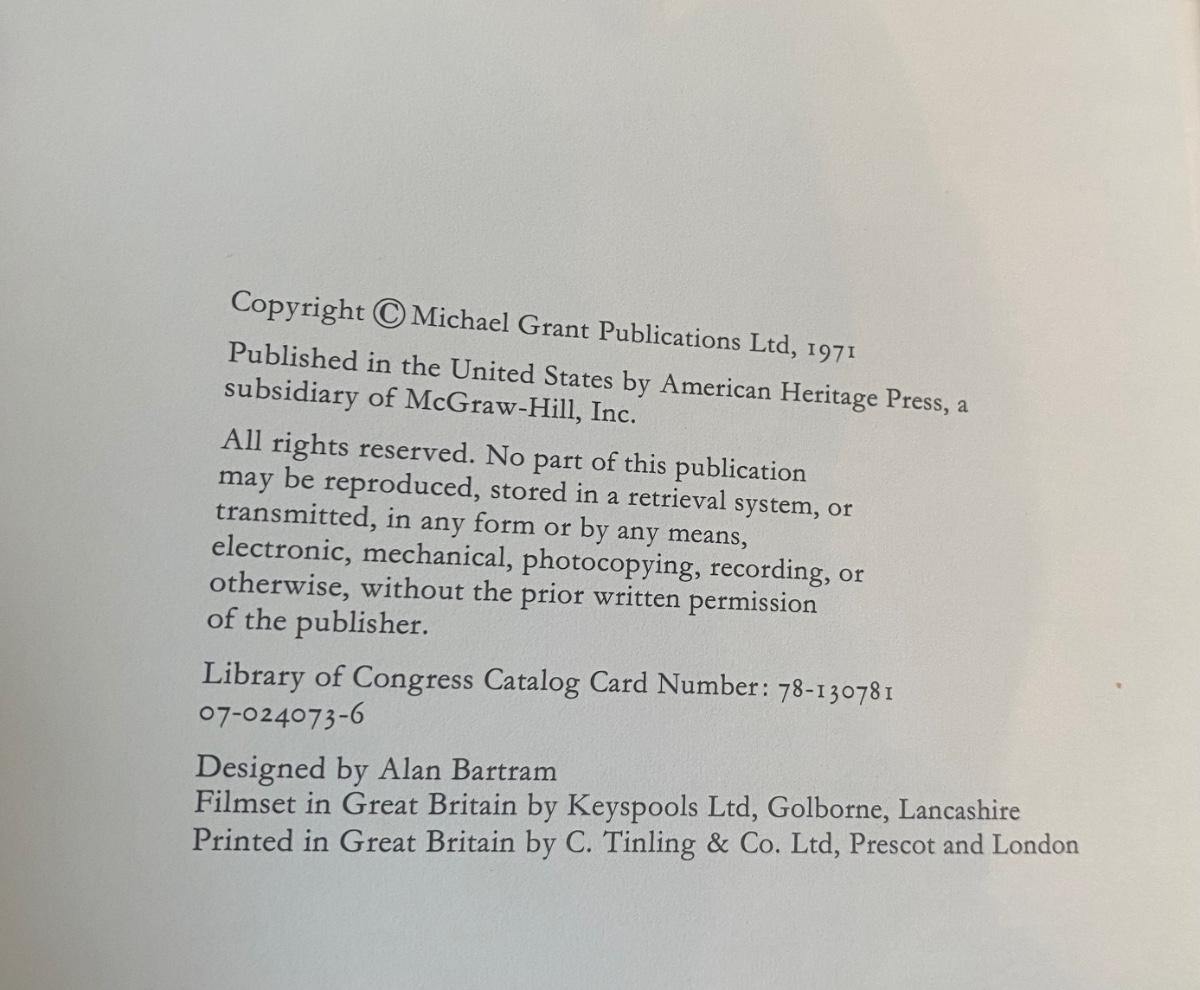 Copyright © Michael Grant Publications Ltd, 1971
Published in the United States by American Heritage Press, a
subsidiary of McGraw-Hill, Inc.
All rights reserved. No part of this publication
may be reproduced, stored in a retrieval system, or
transmitted, in any form or by any means,
electronic, mechanical, photocopying, recording, or
otherwise, without the prior written permission
of the publisher.
Library of Congress Catalog Card Number: 78-130781
07-024073-6
Designed by Alan Bartram
Filmset in Great Britain by Keyspools Ltd, Golborne, Lancashire
Printed in Great Britain by C. Tinling & Co. Ltd, Prescot and London